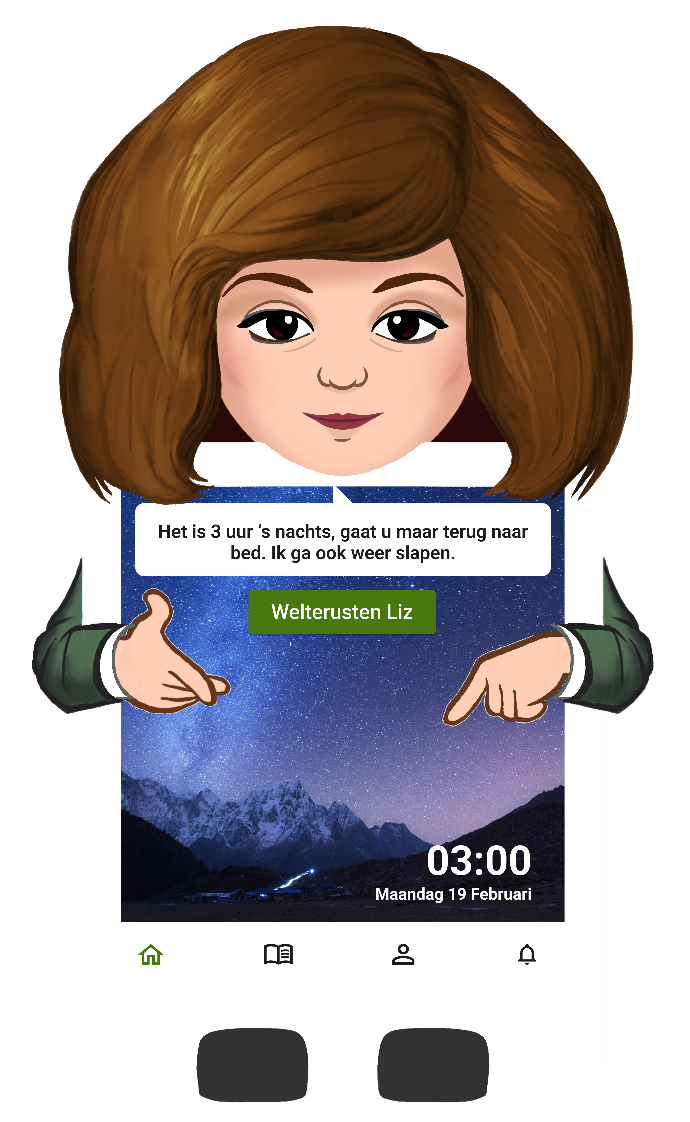 Het is 3 uur ‘s nachts, gaat u maar terug naar
bed. Ik ga ook weer slapen.
Welterusten Liz
03:00
Maandag 19 Februari